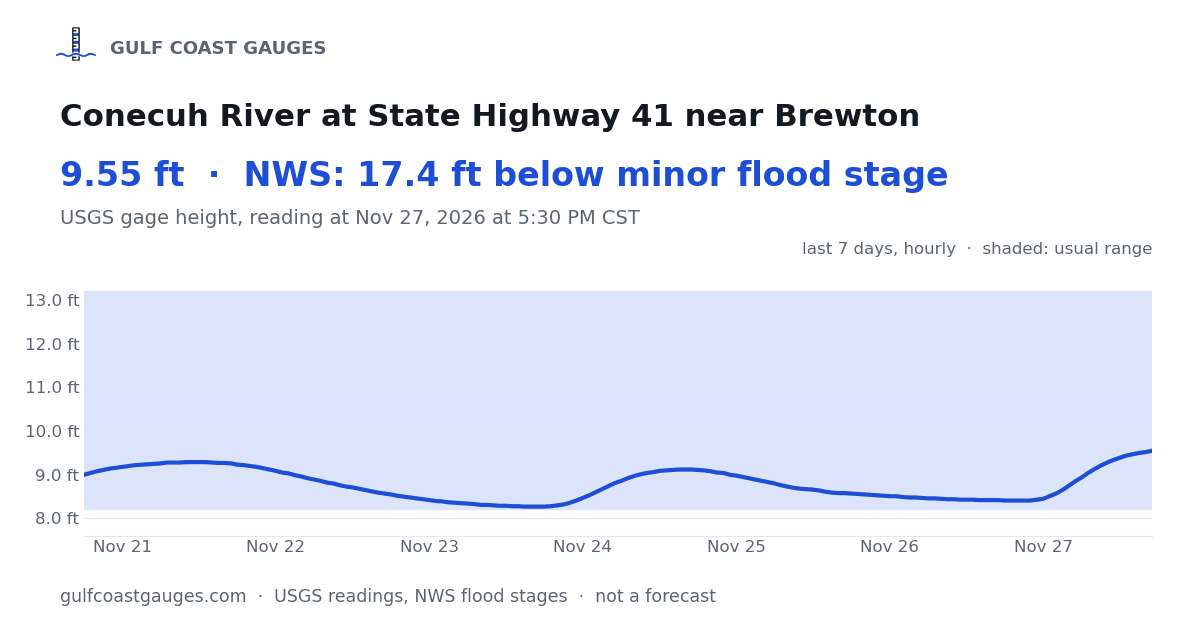 GULF COAST GAUGES
Conecuh River at State Highway 41 near Brewton
9.55 ft · NWS: 17.4 ft below minor flood stage
USGS gage height, reading at Nov 27, 2026 at 5:30 PM CST
last 7 days, hourly · shaded: usual range
13.0 ft
12.0 ft
11.0 ft
10.0 ft
9.0 ft
8.0 ft
Nov 21 Nov 22 Nov 23 Nov 24 Nov 25 Nov 26 Nov 27
gulfcoastgauges.com · USGS readings, NWS flood stages · not a forecast